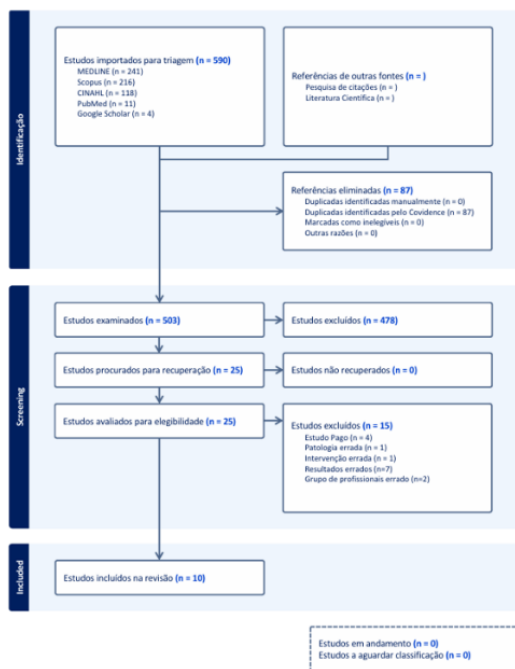 Identificação
Estudos importados para triagem (n = 590)
MEDLINE (n = 241)
Scopus (n = 216)
CINAHL (n = 118)
PubMed (n = 11)
Google Scholar (n = 4)
Referências de outras fontes (n = )
Pesquisa de citações (n = )
Literatura Científica (n = )
Referências eliminadas (n = 87)
Duplicadas identificadas manualmente (n = 0)
Duplicadas identificadas pelo Covidence (n = 87)
Marcadas como inelegíveis (n = 0)
Outras razões (n = 0)
Screening
Estudos examinados (n = 503)
Estudos excluídos (n = 478)
Estudos procurados para recuperação (n = 25)
Estudos não recuperados (n = 0)
Estudos avaliados para elegibilidade (n = 25)
Estudos excluídos (n = 15)
Estudo Pago (n = 4)
Patologia errada (n = 1)
Intervenção errada (n = 1)
Resultados errados (n=7)
Grupo de profissionais errado (n=2)
Included
Estudos incluídos na revisão (n = 10)
Estudos em andamento (n = 0)
Estudos a aguardar classificação (n = 0)